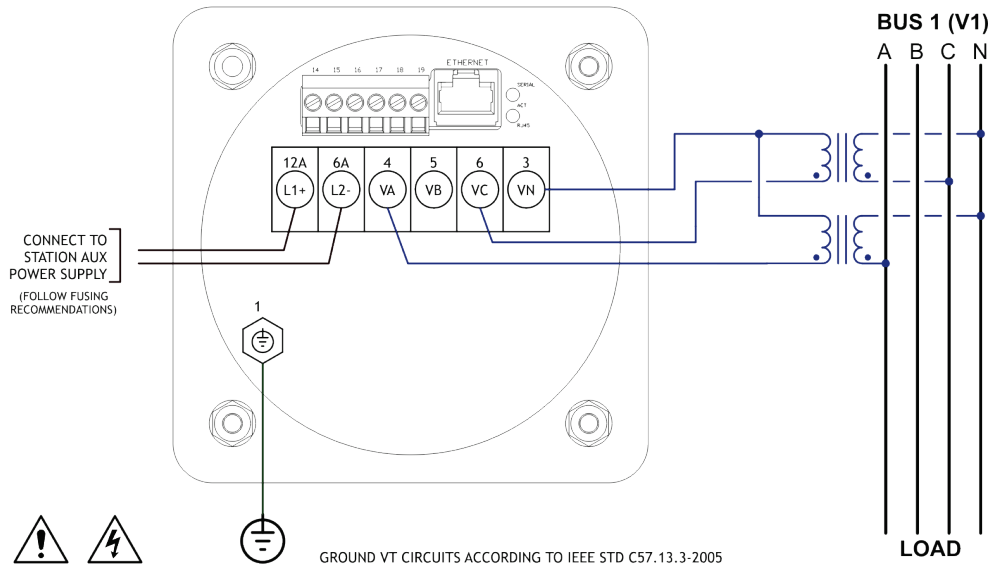 BUS 1 (V1)
A B C N
ETHERNET
14 15 16 17 18 19
SERIAL
ACT
RJ45
12A 6A 4 5 6 3
L1+ L2- VA VB VC VN
CONNECT TO
STATION AUX
POWER SUPPLY
(FOLLOW FUSING
RECOMMENDATIONS)
1
LOAD
GROUND VT CIRCUITS ACCORDING TO IEEE STD C57.13.3-2005